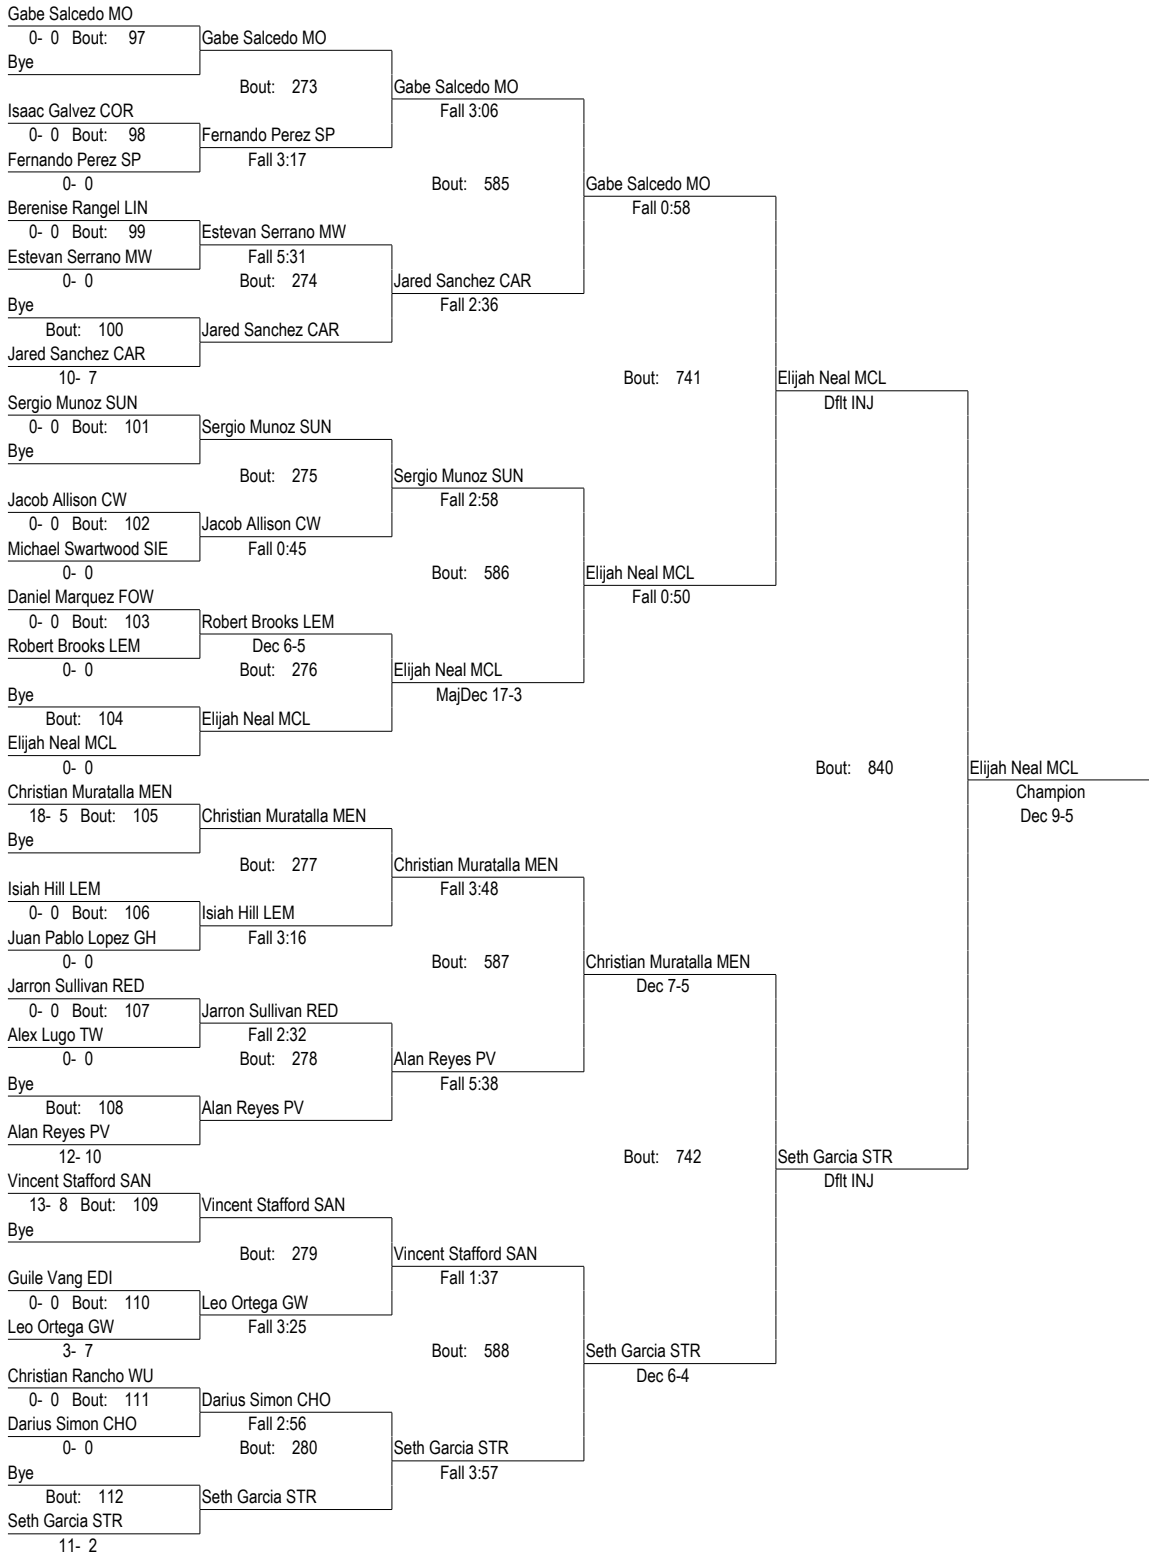 Gabe Salcedo MO
0- 0 Bout: 97 Gabe Salcedo MO
Bye
Bout: 273 Gabe Salcedo MO
Isaac Galvez COR Fall 3:06
0- 0 Bout: 98 Fernando Perez SP
Fernando Perez SP Fall 3:17
0- 0 Bout: 585 Gabe Salcedo MO
Berenise Rangel LIN Fall 0:58
0- 0 Bout: 99 Estevan Serrano MW
Estevan Serrano MW Fall 5:31
0- 0 Bout: 274 Jared Sanchez CAR
Bye Fall 2:36
Bout: 100 Jared Sanchez CAR
Jared Sanchez CAR
10- 7 Bout: 741 Elijah Neal MCL
Sergio Munoz SUN Dflt INJ
0- 0 Bout: 101 Sergio Munoz SUN
Bye
Bout: 275 Sergio Munoz SUN
Jacob Allison CW Fall 2:58
0- 0 Bout: 102 Jacob Allison CW
Michael Swartwood SIE Fall 0:45
0- 0 Bout: 586 Elijah Neal MCL
Daniel Marquez FOW Fall 0:50
0- 0 Bout: 103 Robert Brooks LEM
Robert Brooks LEM Dec 6-5
0- 0 Bout: 276 Elijah Neal MCL
Bye MajDec 17-3
Bout: 104 Elijah Neal MCL
Elijah Neal MCL
0- 0 Bout: 840 Elijah Neal MCL
Christian Muratalla MEN Champion
18- 5 Bout: 105 Christian Muratalla MEN Dec 9-5
Bye
Bout: 277 Christian Muratalla MEN
Isiah Hill LEM Fall 3:48
0- 0 Bout: 106 Isiah Hill LEM
Juan Pablo Lopez GH Fall 3:16
0- 0 Bout: 587 Christian Muratalla MEN
Jarron Sullivan RED Dec 7-5
0- 0 Bout: 107 Jarron Sullivan RED
Alex Lugo TW Fall 2:32
0- 0 Bout: 278 Alan Reyes PV
Bye Fall 5:38
Bout: 108 Alan Reyes PV
Alan Reyes PV
12- 10 Bout: 742 Seth Garcia STR
Vincent Stafford SAN Dflt INJ
13- 8 Bout: 109 Vincent Stafford SAN
Bye
Bout: 279 Vincent Stafford SAN
Guile Vang EDI Fall 1:37
0- 0 Bout: 110 Leo Ortega GW
Leo Ortega GW Fall 3:25
3- 7 Bout: 588 Seth Garcia STR
Christian Rancho WU Dec 6-4
0- 0 Bout: 111 Darius Simon CHO
Darius Simon CHO Fall 2:56
0- 0 Bout: 280 Seth Garcia STR
Bye Fall 3:57
Bout: 112 Seth Garcia STR
Seth Garcia STR
11- 2